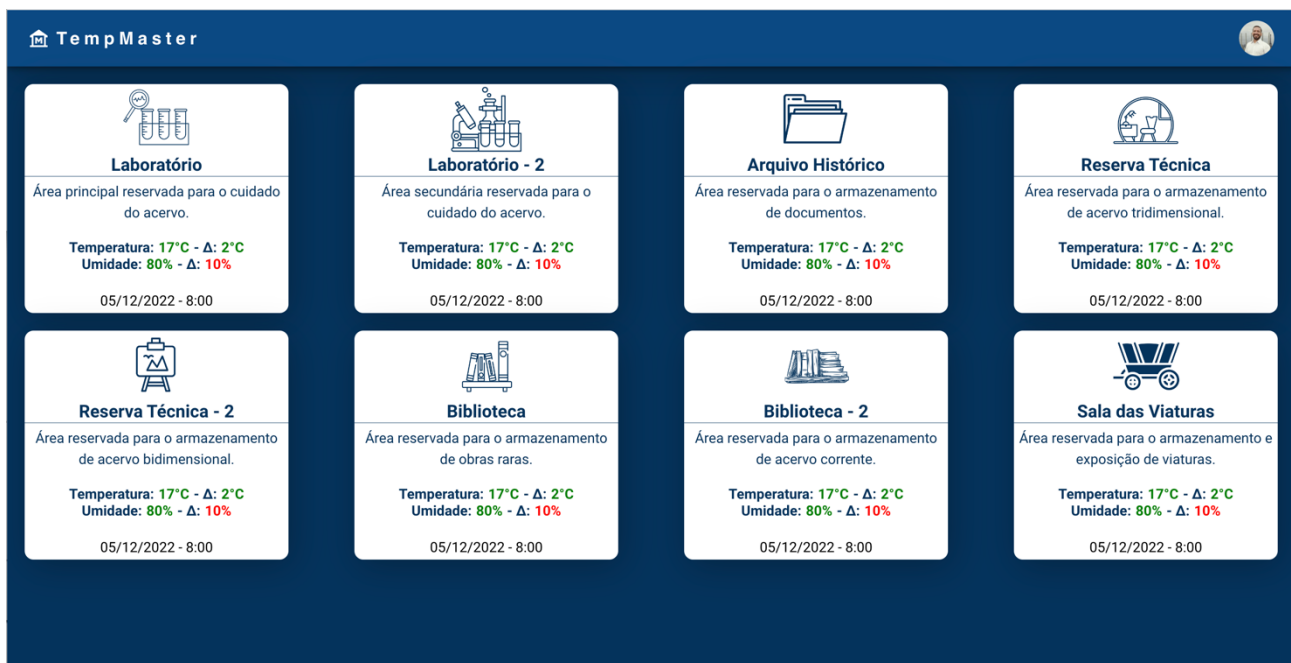 TempMaster
Laboratório
Área principal reservada para o cuidado
do acervo.
Temperatura: 17°C - Δ: 2°C
Umidade: 80% - Δ: 10%
05/12/2022 - 8:00
Laboratório - 2
Área secundária reservada para o
cuidado do acervo.
Temperatura: 17°C - Δ: 2°C
Umidade: 80% - Δ: 10%
05/12/2022 - 8:00
Arquivo Histórico
Área reservada para o armazenamento
de documentos.
Temperatura: 17°C - Δ: 2°C
Umidade: 80% - Δ: 10%
05/12/2022 - 8:00
Reserva Técnica
Área reservada para o armazenamento
de acervo tridimensional.
Temperatura: 17°C - Δ: 2°C
Umidade: 80% - Δ: 10%
05/12/2022 - 8:00
Reserva Técnica - 2
Área reservada para o armazenamento
de acervo bidimensional.
Temperatura: 17°C - Δ: 2°C
Umidade: 80% - Δ: 10%
05/12/2022 - 8:00
Biblioteca
Área reservada para o armazenamento
de obras raras.
Temperatura: 17°C - Δ: 2°C
Umidade: 80% - Δ: 10%
05/12/2022 - 8:00
Biblioteca - 2
Área reservada para o armazenamento
de acervo corrente.
Temperatura: 17°C - Δ: 2°C
Umidade: 80% - Δ: 10%
05/12/2022 - 8:00
Sala das Viaturas
Área reservada para o armazenamento e
exposição de viaturas.
Temperatura: 17°C - Δ: 2°C
Umidade: 80% - Δ: 10%
05/12/2022 - 8:00